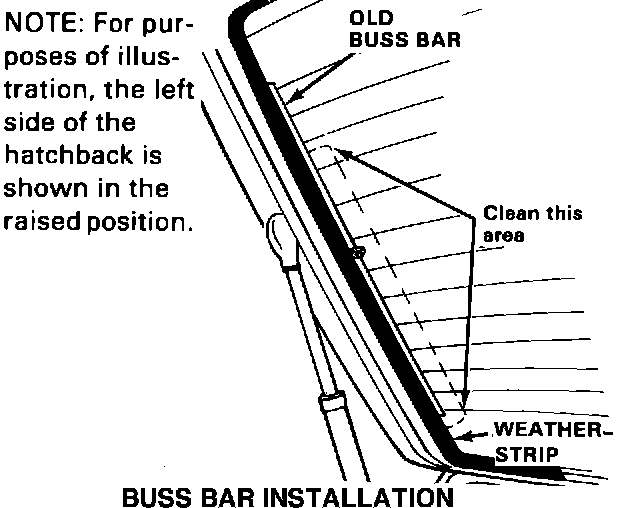 NOTE: For pur-
poses of illus-
tration, the left
side of the
hatchback is
shown in the
raised position.
OLD
BUSS BAR
Clean this
area
WEATHER-
STRIP
BUSS BAR INSTALLATION